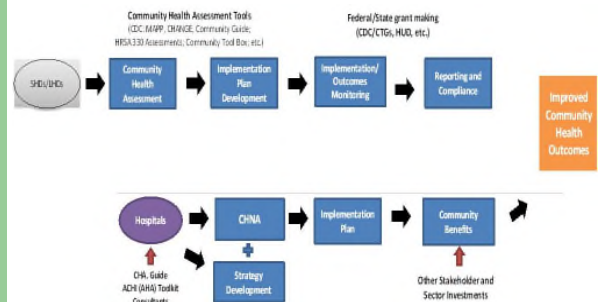 Community Health Assessment Tools
(CDC: MAPP, CHANGE, Community Guide;
HRSA 330 Assessments; Community Tool Box; etc.)
Federal/State grant making
(CDC/CTGs, HUD, etc.)
SHDs/LHDs
Community
Health
Assessment
Implementation
Plan
Development
Implementation/
Outcomes
Monitoring
Reporting and
Compliance
Improved
Community
Health
Outcomes
Hospitals
CHNA
Implementation
Plan
Community
Benefits
Strategy
Development
CHA. Guide
ACHI (AHA) Toolkit
Consultants
Other Stakeholder and
Sector Investments